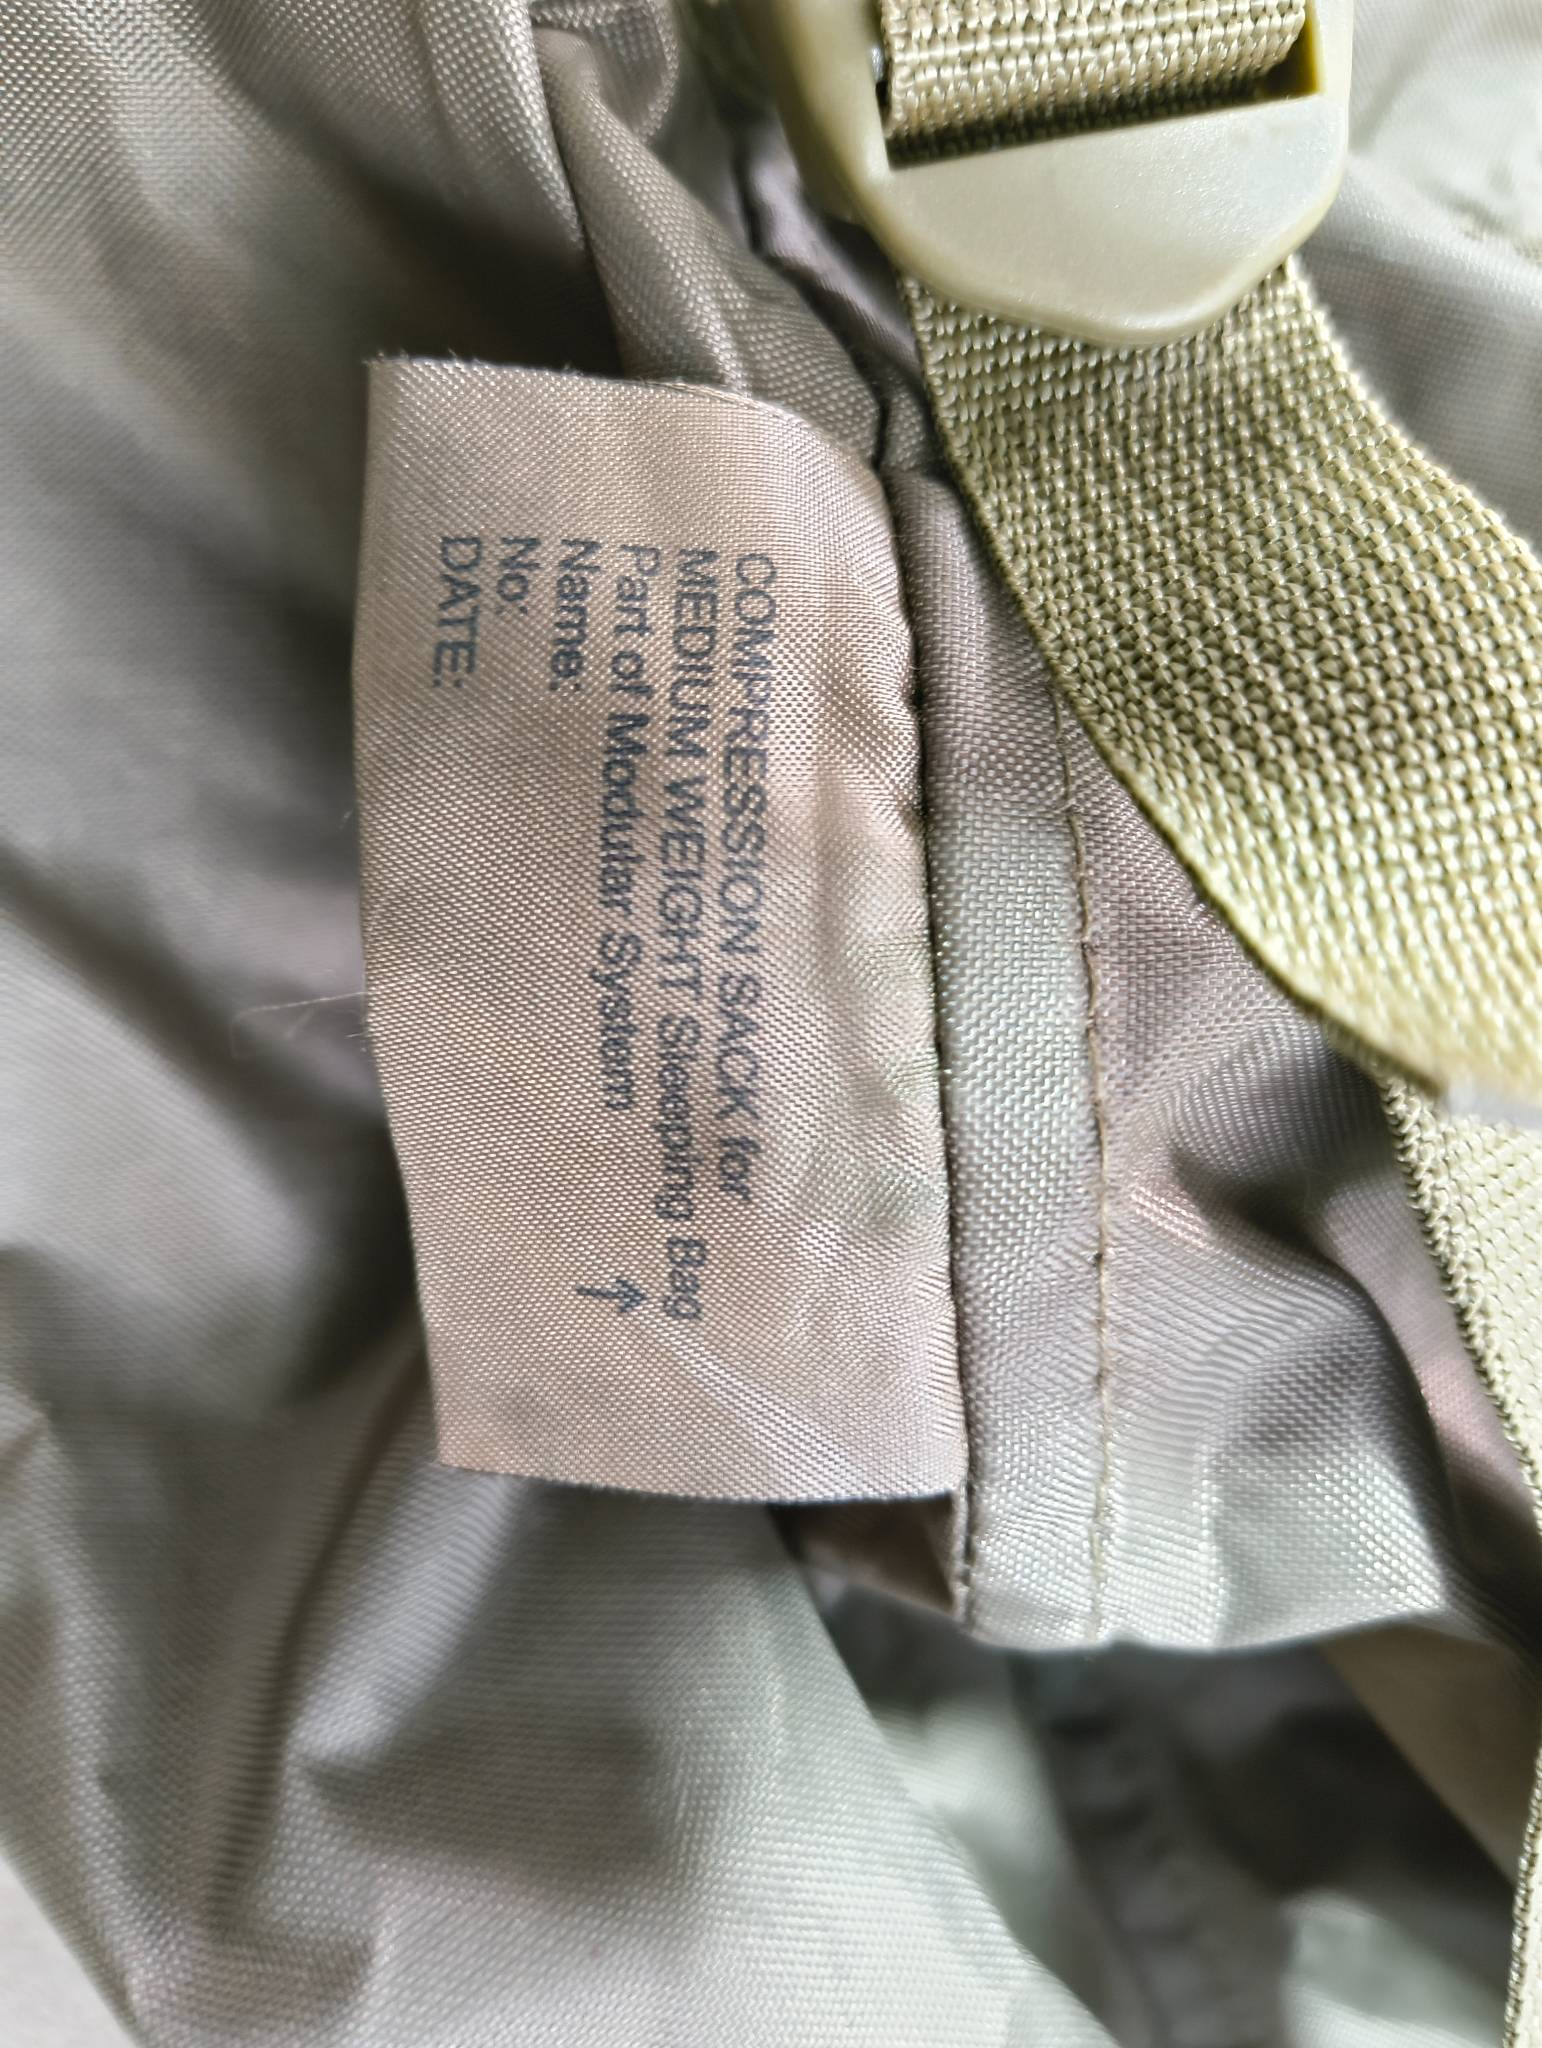 COMPRESSION SACK for
MEDIUM WEIGHT Sleeping Bag
Part of Modular System
Name:
No:
DATE: